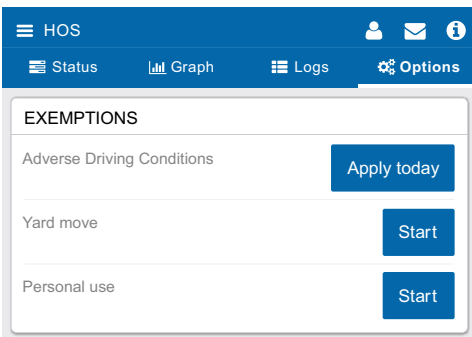 HOS
Status Graph Logs Options
EXEMPTIONS
Adverse Driving Conditions Apply today
Yard move Start
Personal use Start